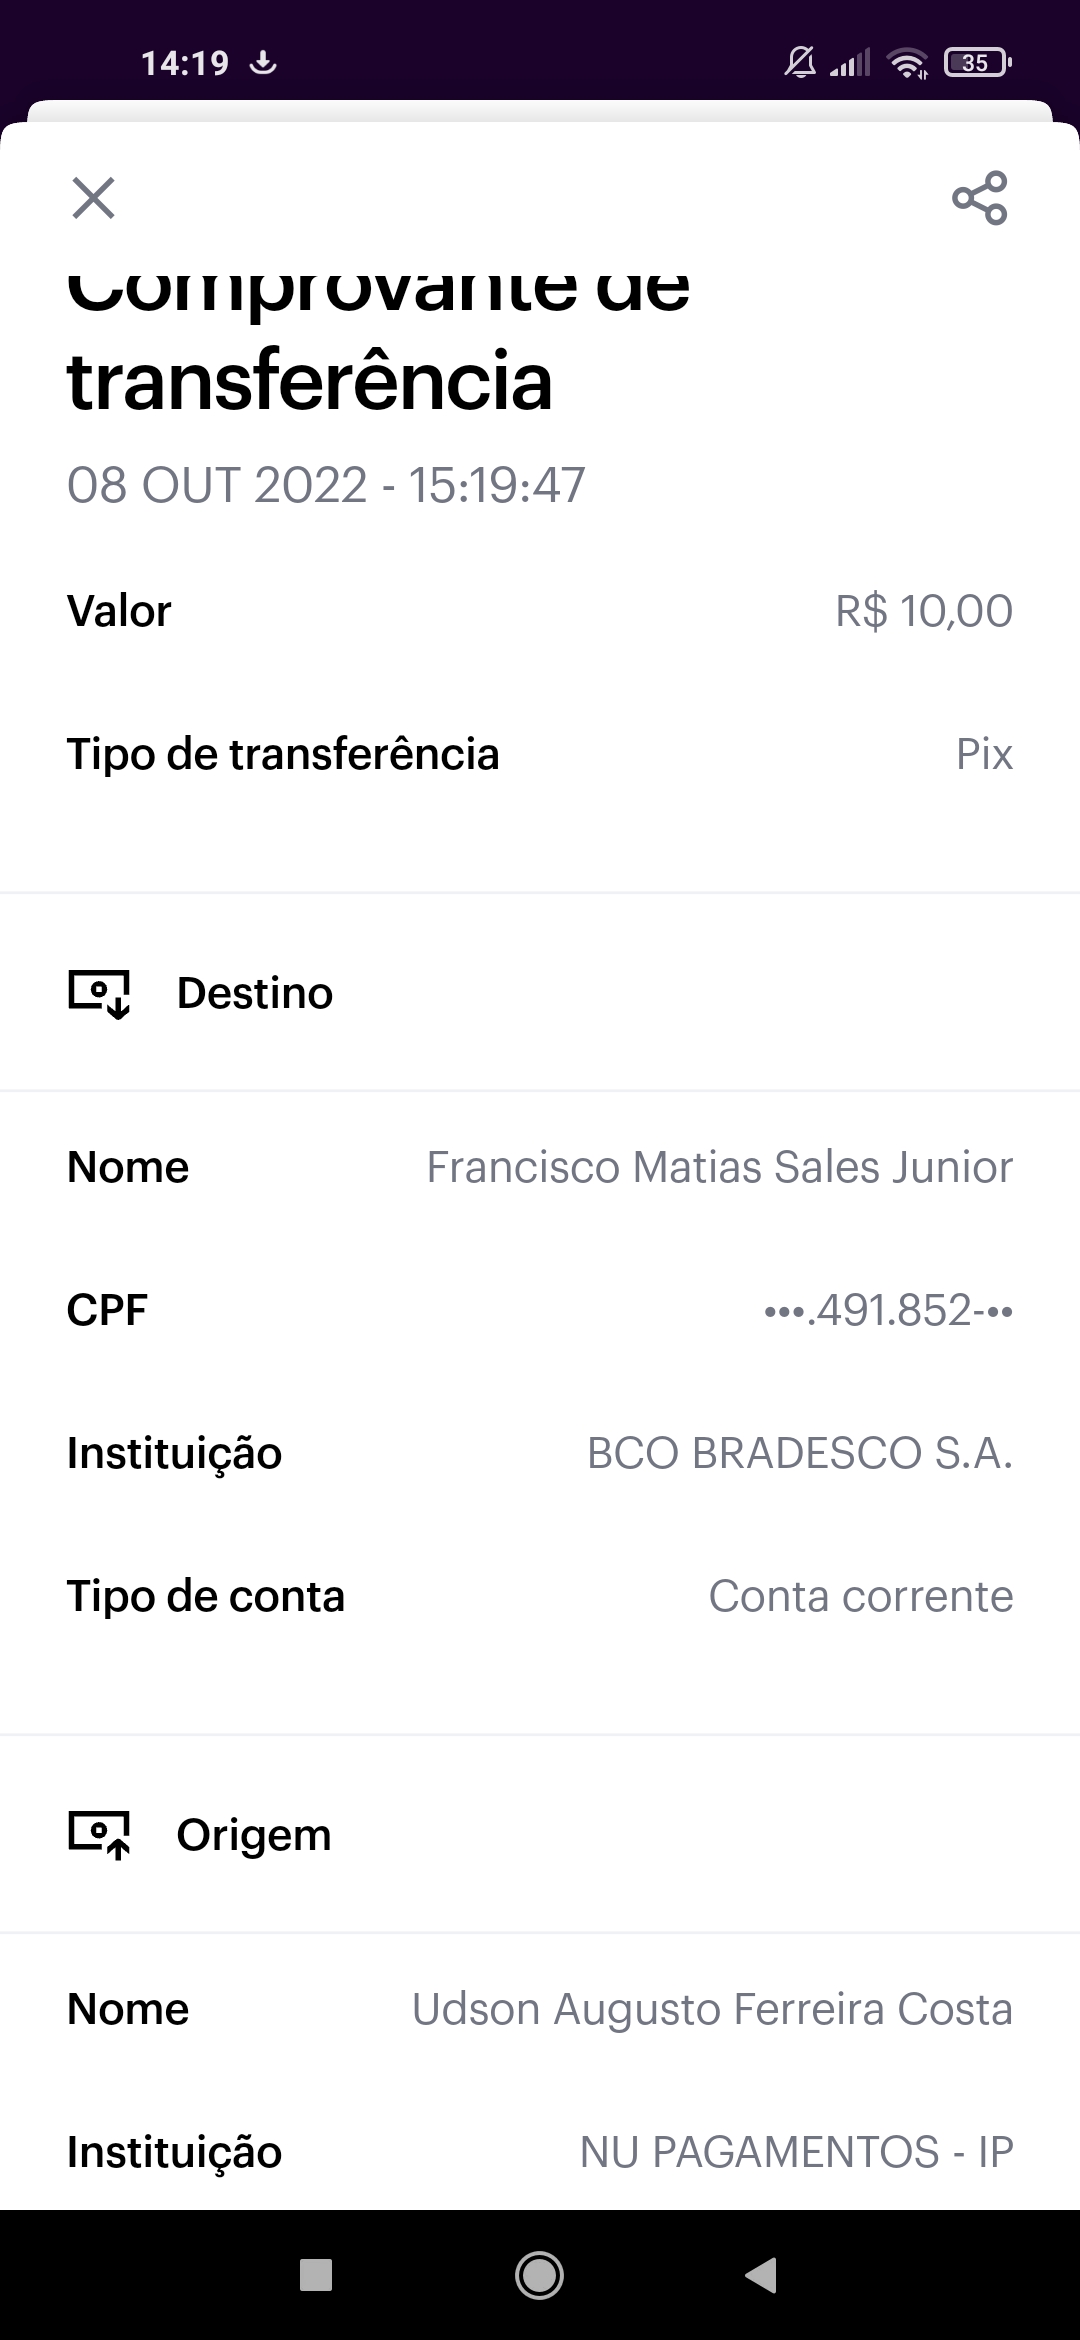 14:19
35
Comprovante de
transferência
08 OUT 2022 - 15:19:47
Valor R$ 10,00
Tipo de transferência Pix
Destino
Nome Francisco Matias Sales Junior
CPF •••.491.852-••
Instituição BCO BRADESCO S.A.
Tipo de conta Conta corrente
Origem
Nome Udson Augusto Ferreira Costa
Instituição NU PAGAMENTOS - IP